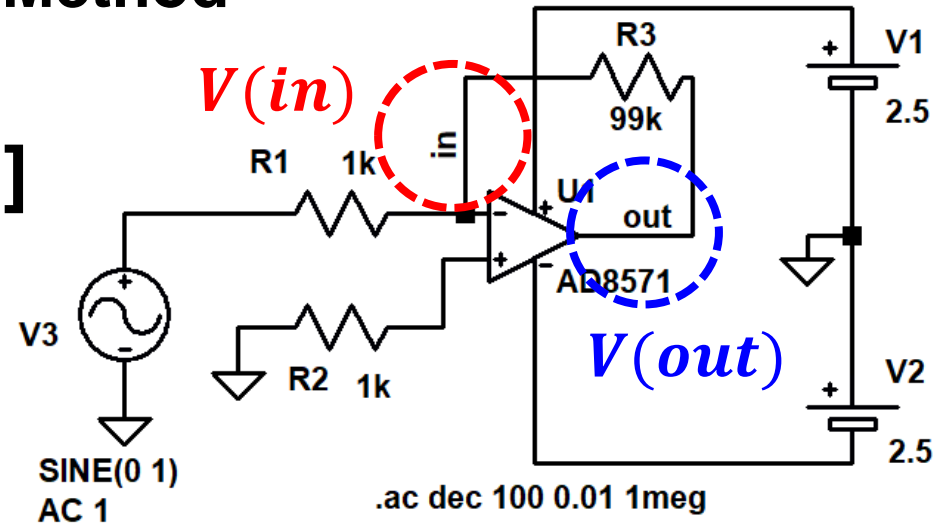 Method
]
V(in)
R3
99k
V1
2.5
in
R1 1k
U1
out
AD8571
V3
R2 1k
V(out)
V2
2.5
SINE(0 1)
AC 1
.ac dec 100 0.01 1meg